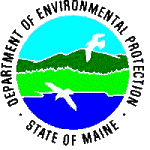 DEPARTMENT OF ENVIRONMENTAL PROTECTION
STATE OF MAINE